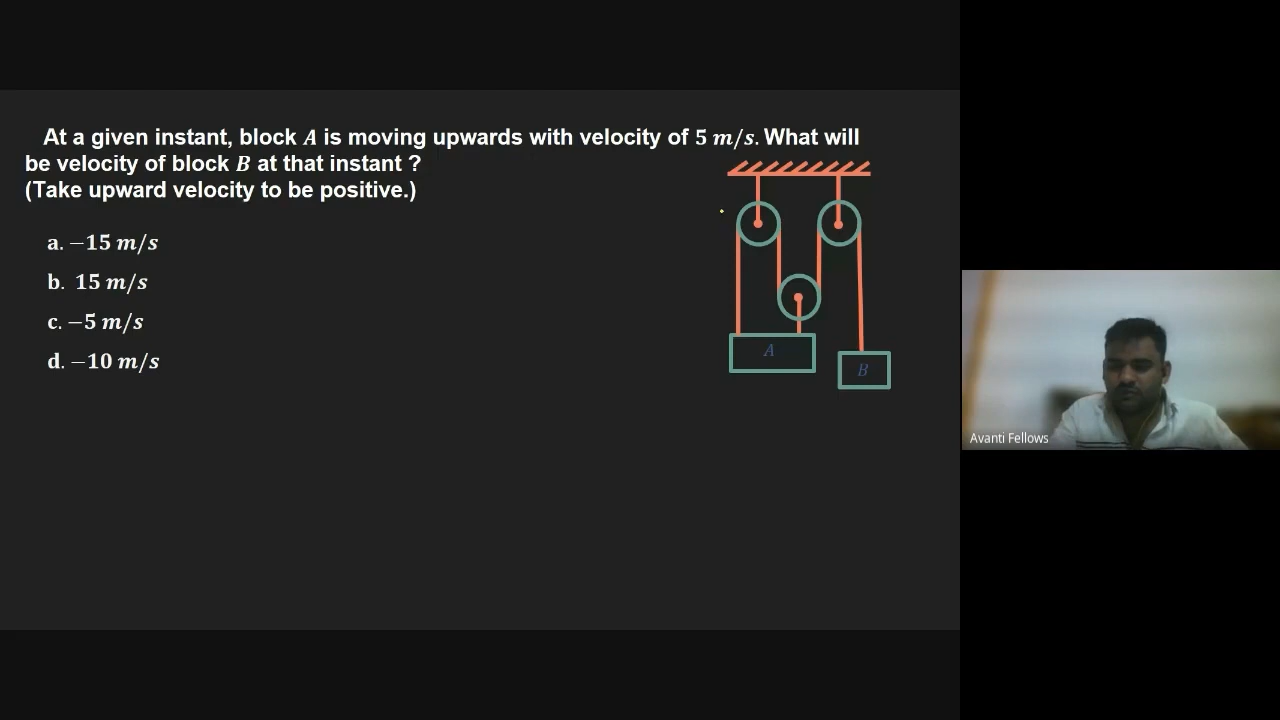 At a given instant, block A is moving upwards with velocity of 5 m/s. What will
be velocity of block B at that instant ?
(Take upward velocity to be positive.)
a. −15 m/s
b. 15 m/s
c. −5 m/s
d. −10 m/s
A
B
Avanti Fellows